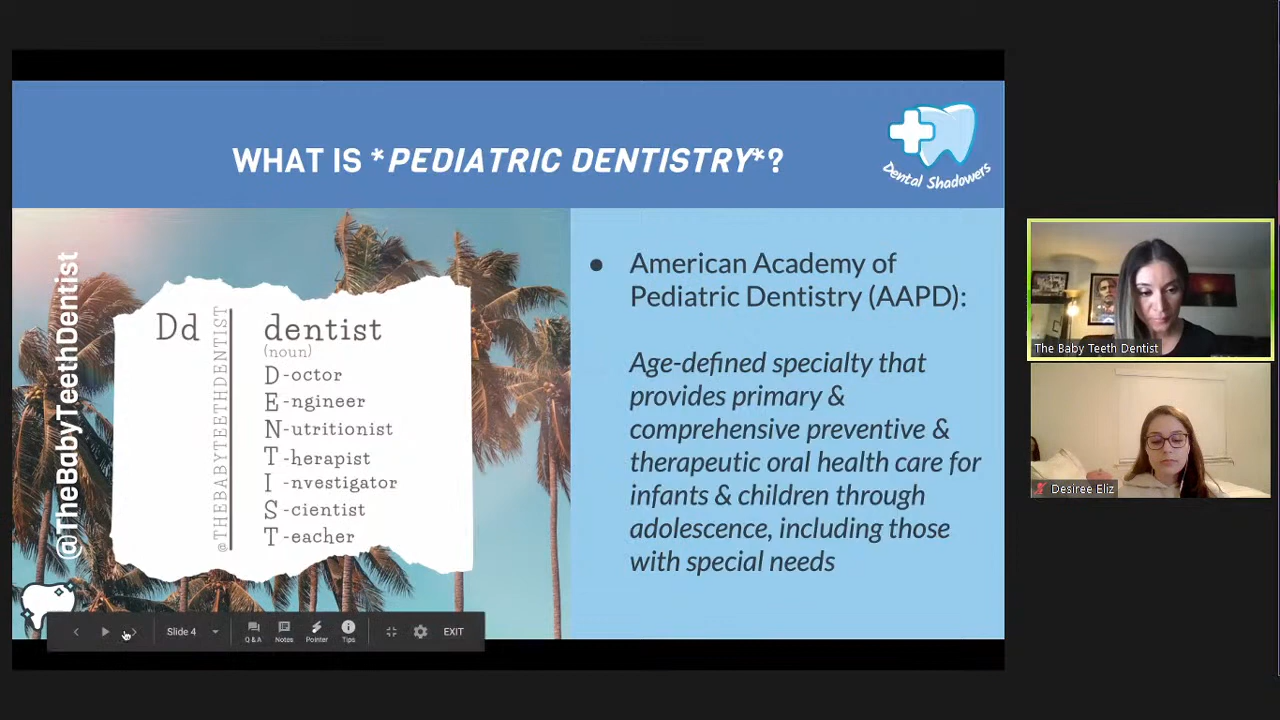 WHAT IS *PEDIATRIC DENTISTRY*?
Dental Shadowers
@TheBabyTeethDentist
Dd
@THEBABYTEETHDENTIST
dentist
(noun)
D-octor
E-ngineer
N-utritionist
T-herapist
I-nvestigator
S-cientist
T-eacher
● American Academy of
Pediatric Dentistry (AAPD):
Age-defined specialty that
provides primary &
comprehensive preventive &
therapeutic oral health care for
infants & children through
adolescence, including those
with special needs
Slide 4
Q & A
Notes
Pointer
Tips
EXIT
The Baby Teeth Dentist
Desiree Eliz